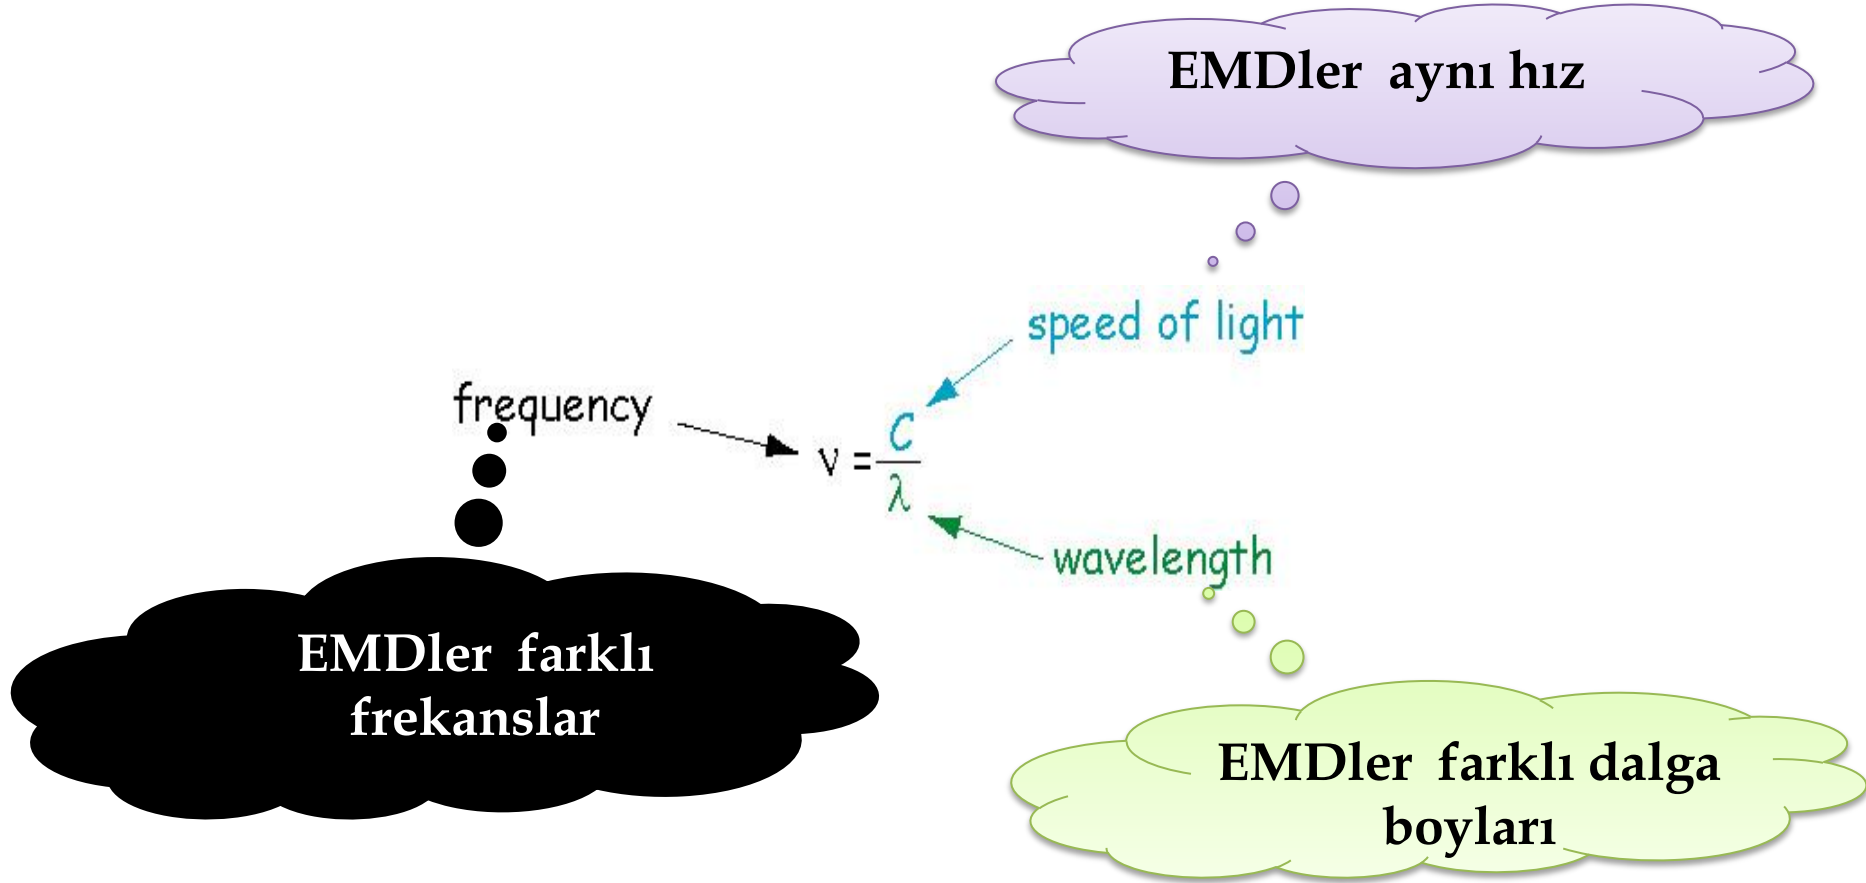 EMDler aynı hız
speed of light
frequency
ν = C / λ
wavelength
EMDler farklı
frekanslar
EMDler farklı dalga
boyları